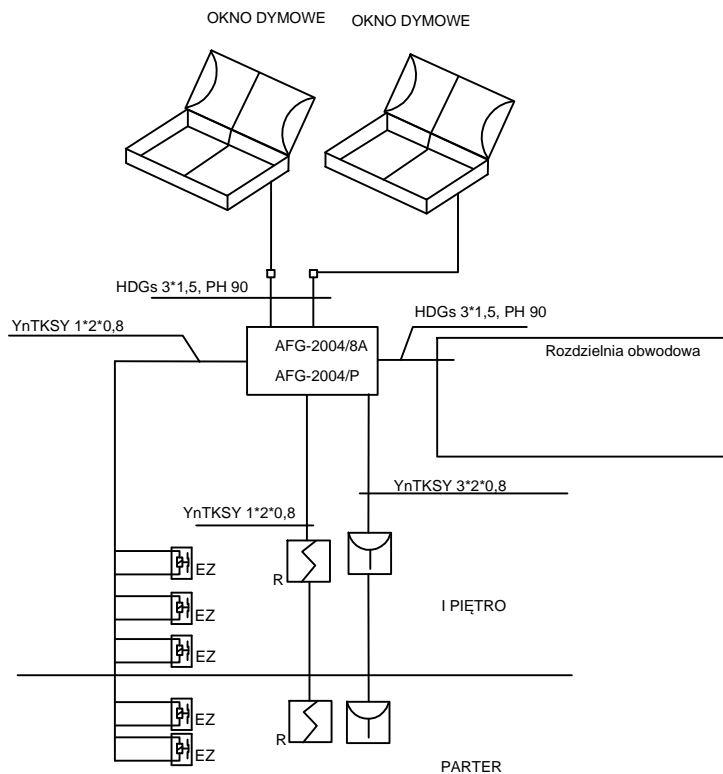 OKNO DYMOWE
OKNO DYMOWE
HDGs 3*1,5, PH 90
HDGs 3*1,5, PH 90
YnTKSY 1*2*0,8
AFG-2004/8A
AFG-2004/P
Rozdzielnia obwodowa
YnTKSY 3*2*0,8
YnTKSY 1*2*0,8
EZ
R
EZ
I PIĘTRO
EZ
EZ
R
EZ
PARTER